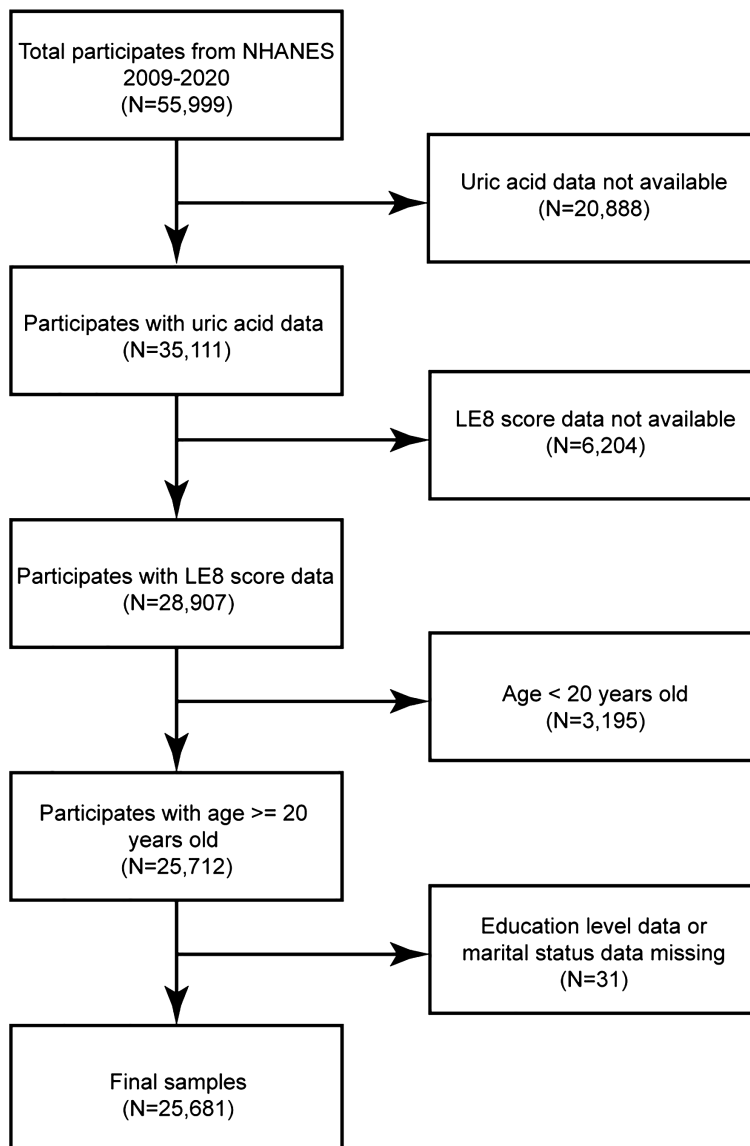 Total participates from NHANES
2009-2020
(N=55,999)
Uric acid data not available
(N=20,888)
Participates with uric acid data
(N=35,111)
LE8 score data not available
(N=6,204)
Participates with LE8 score data
(N=28,907)
Age < 20 years old
(N=3,195)
Participates with age >= 20
years old
(N=25,712)
Education level data or
marital status data missing
(N=31)
Final samples
(N=25,681)